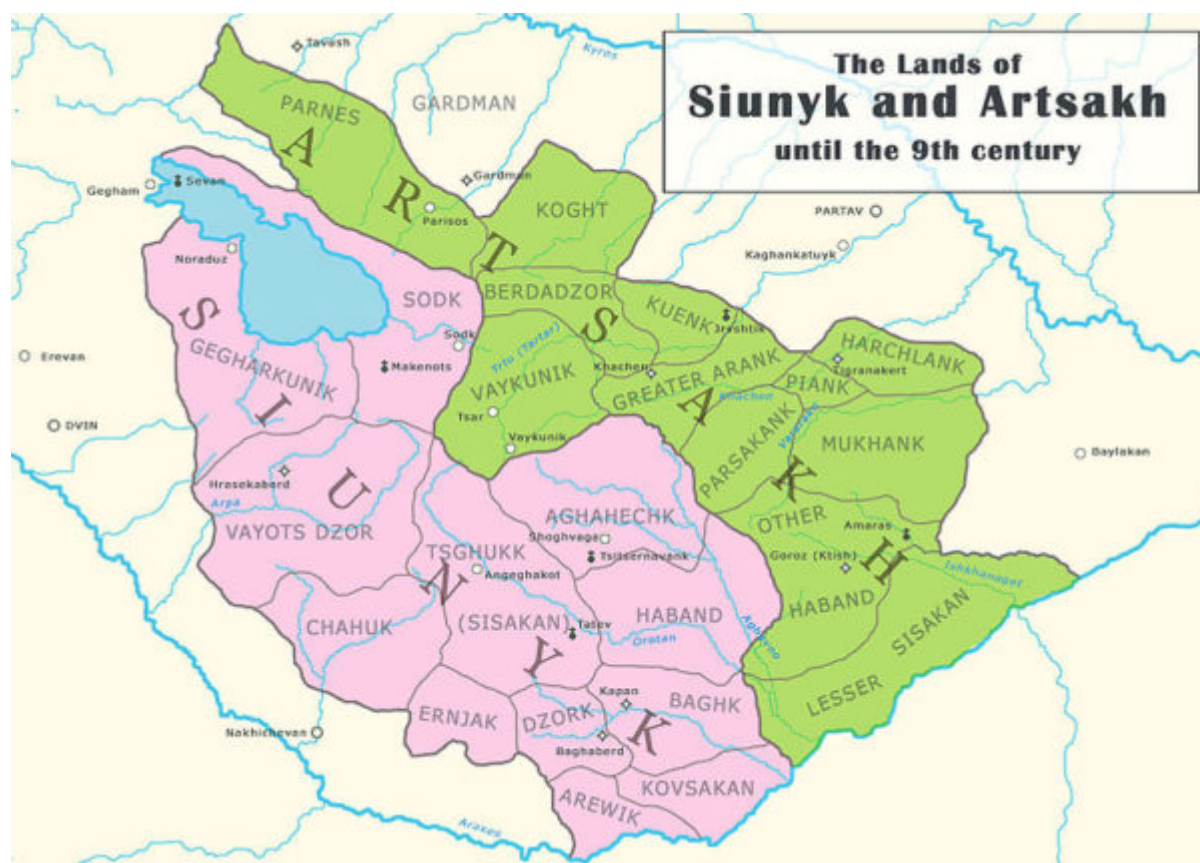 The Lands of
Siunyk and Artsakh
until the 9th century
Tavush
Kyros
PARNES
GARDMAN
Gegham
Sevan
Gardman
Parisos
KOGHT
PARTAV
Kaghankatuyk
Noraduz
SODK
BERDADZOR
KUENK
Jrvshtik
Sodk
Trtu (Tartar)
HARCHLANK
Erevan
GEGHARKUNIK
Makenots
VAYKUNIK
Khachen
GREATER ARANK
PIANK
Tigranakert
Khachen
Tsar
DVIN
Vaykunik
PARSAKANK
Vararakn
MUKHANK
Baylakan
Hrasekaberd
Arpa
VAYOTS DZOR
AGHAHECHK
Shoghvaga
TSGHUKK
Tsitsernavank
Angeghakot
OTHER
Amaras
Goroz (Ktish)
Ishkhanaget
HABAND
CHAHUK
(SISAKAN)
Tatev
HABAND
Orotan
Aghavno
SISAKAN
LESSER
ERNJAK
DZORK
Kapan
BAGHK
Nakhichevan
Baghaberd
KOVSAKAN
AREWIK
Araxes
ARTSAKH
SIUNYK